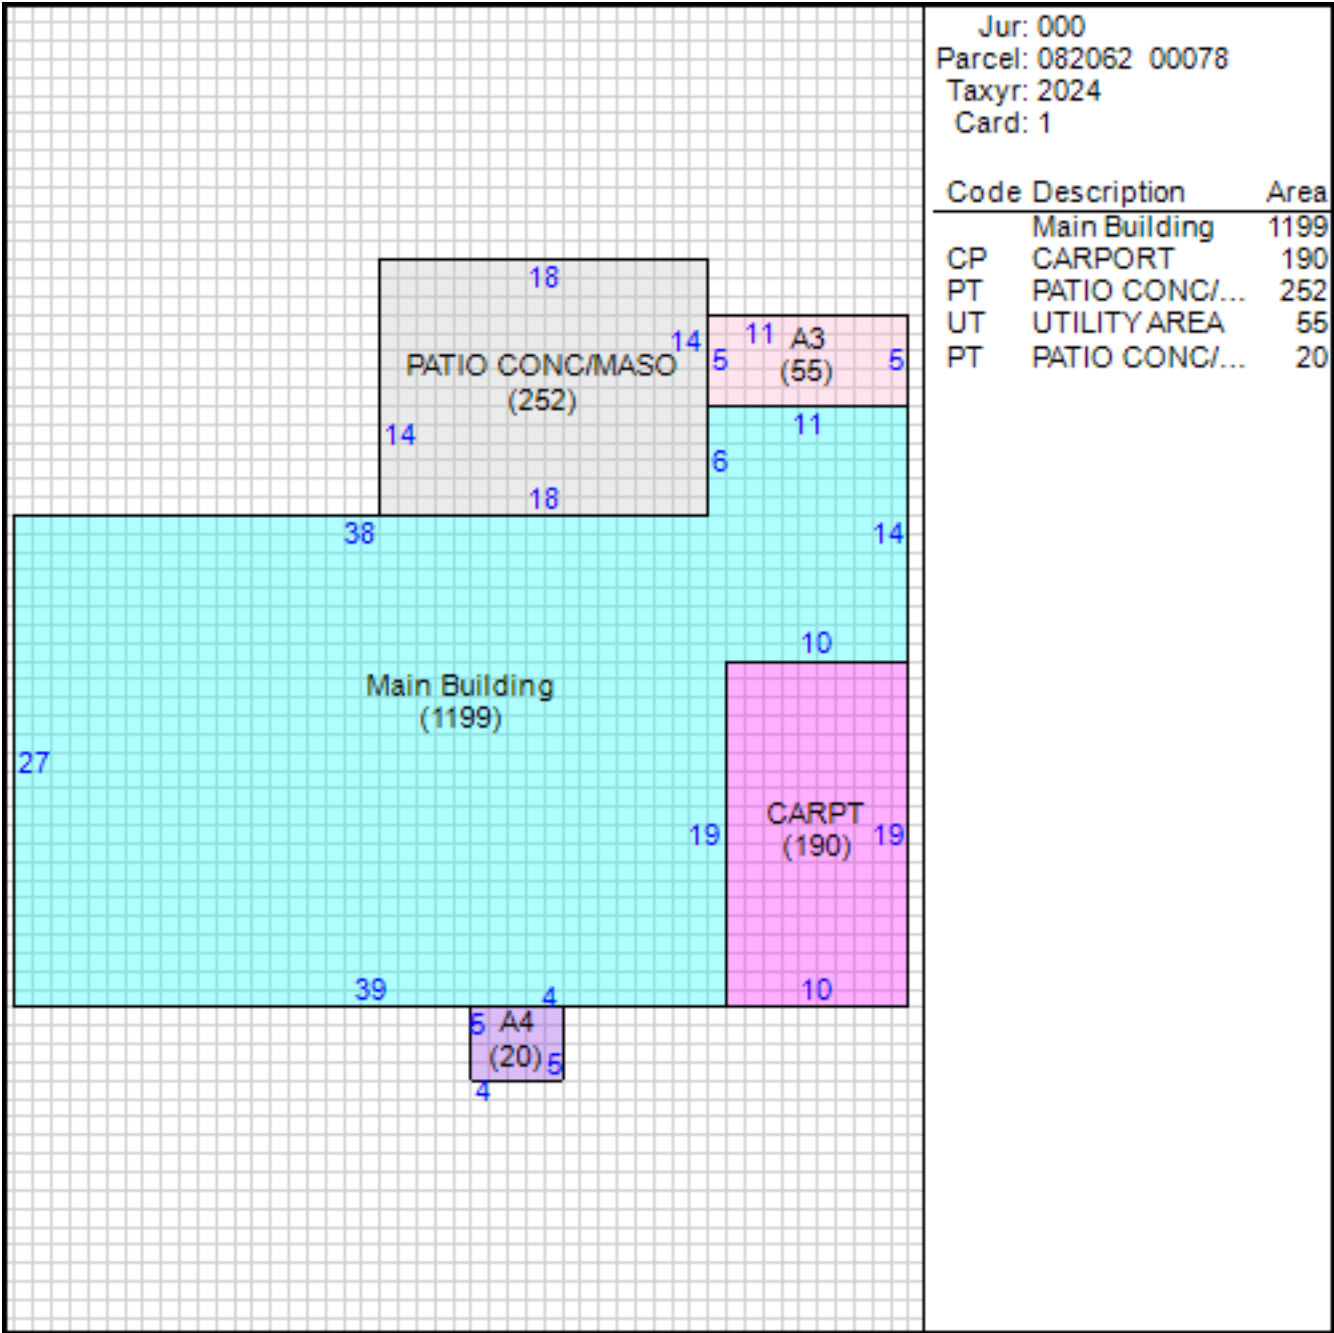 Jur: 000
Parcel: 082062 00078
Taxyr: 2024
Card: 1
Code Description Area
Main Building 1199
CP CARPORT 190
PT PATIO CONC/... 252
UT UTILITY AREA 55
PT PATIO CONC/... 20
18
14
PATIO CONC/MASO
(252)
14
18
11
A3
(55)
5
5
11
6
38
14
10
Main Building
(1199)
27
19
CARPT
(190)
19
39
4
10
5
A4
(20)
5
4